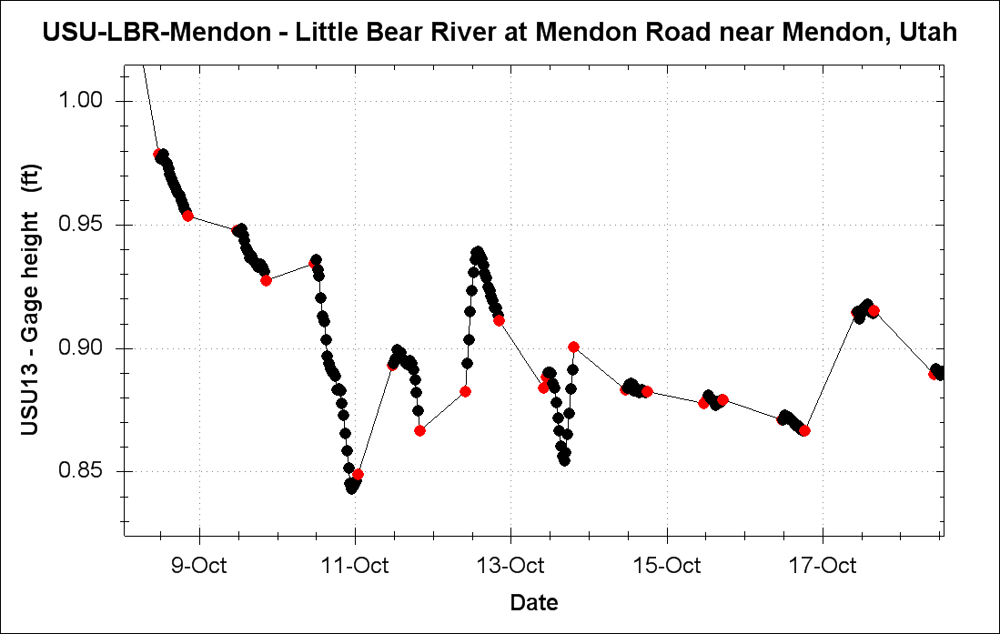 USU-LBR-Mendon - Little Bear River at Mendon Road near Mendon, Utah
USU13 - Gage height (ft)
1.00
0.95
0.90
0.85
9-Oct 11-Oct 13-Oct 15-Oct 17-Oct
Date